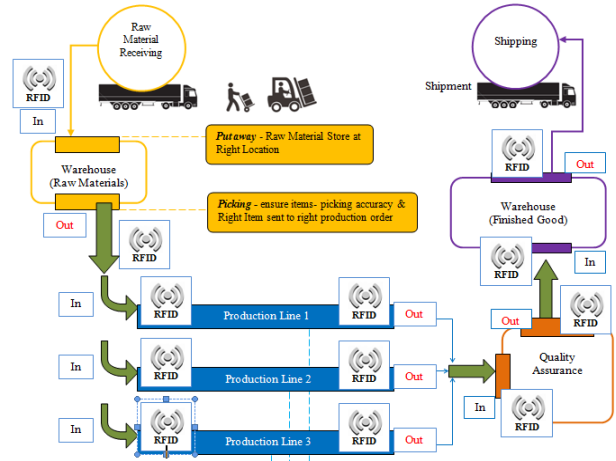 Raw
Material
Receiving
Shipping
RFID
In
Shipment
Putaway - Raw Material Store at
Right Location
Warehouse
(Raw Materials)
Picking - ensure items- picking accuracy &
Right Item sent to right production order
Out
RFID
RFID
Out
Warehouse
(Finished Good)
RFID
In
In
RFID
Production Line 1
RFID
Out
Out
RFID
In
RFID
Production Line 2
RFID
Out
Quality
Assurance
In
RFID
In
RFID
Production Line 3
RFID
Out